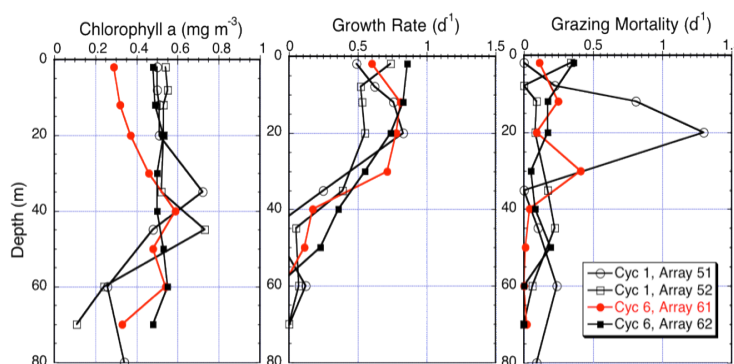 Chlorophyll a (mg m-3)
0 0.2 0.4 0.6 0.8 1
Growth Rate (d-1)
0 0.5 1 1.5
Grazing Mortality (d-1)
0 0.5 1 1.5
Depth (m)
0
20
40
60
80
0
20
40
60
80
0
20
40
60
80
Cyc 1, Array 51
Cyc 1, Array 52
Cyc 6, Array 61
Cyc 6, Array 62